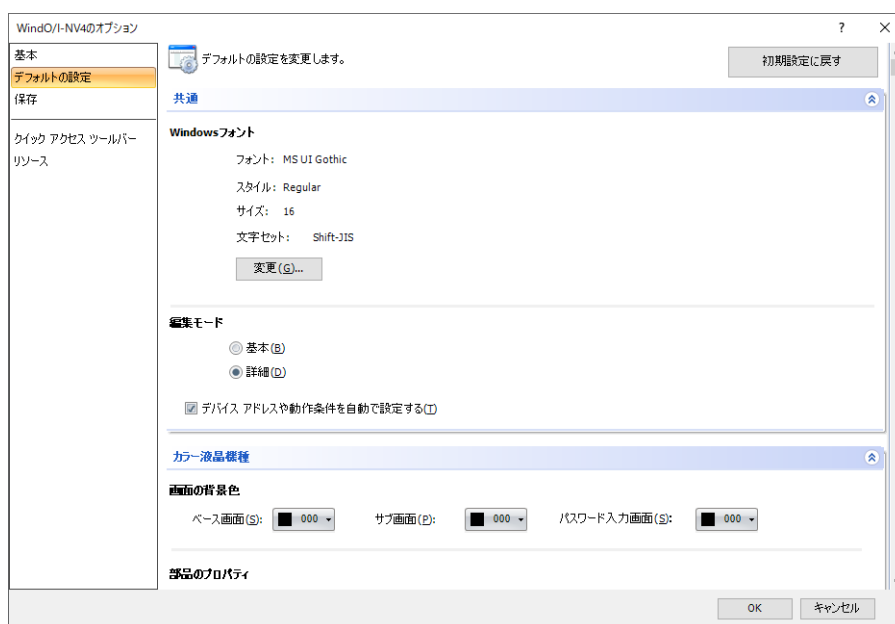 WindO/I-NV4のオプション ? ×
基本
デフォルトの設定
保存
クイック アクセス ツールバー
リソース
デフォルトの設定を変更します。 初期設定に戻す
共通
Windowsフォント
フォント: MS UI Gothic
スタイル: Regular
サイズ: 16
文字セット: Shift-JIS
変更(G)...
編集モード
基本(B)
詳細(D)
デバイス アドレスや動作条件を自動で設定する(T)
カラー液晶機種
画面の背景色
ベース画面(S): 000 サブ画面(P): 000 パスワード入力画面(S): 000
部品のプロパティ
OK キャンセル